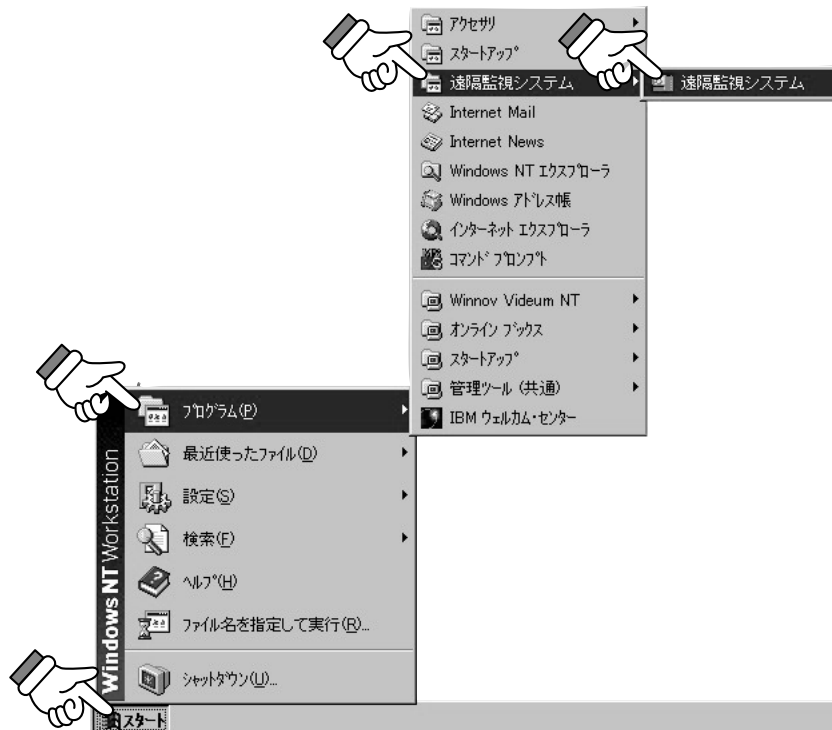 アクセサリ
スタートアップ
遠隔監視システム
遠隔監視システム
Internet Mail
Internet News
Windows NT エクスプローラ
Windows アドレス帳
インターネット エクスプローラ
コマンド プロンプト
Winnov Videum NT
オンライン ブックス
スタートアップ
管理ツール (共通)
IBM ウェルカム・センター
プログラム(P)
最近使ったファイル(D)
設定(S)
検索(F)
ヘルプ(H)
ファイル名を指定して実行(R)...
シャットダウン(U)...
Windows NT Workstation
スタート